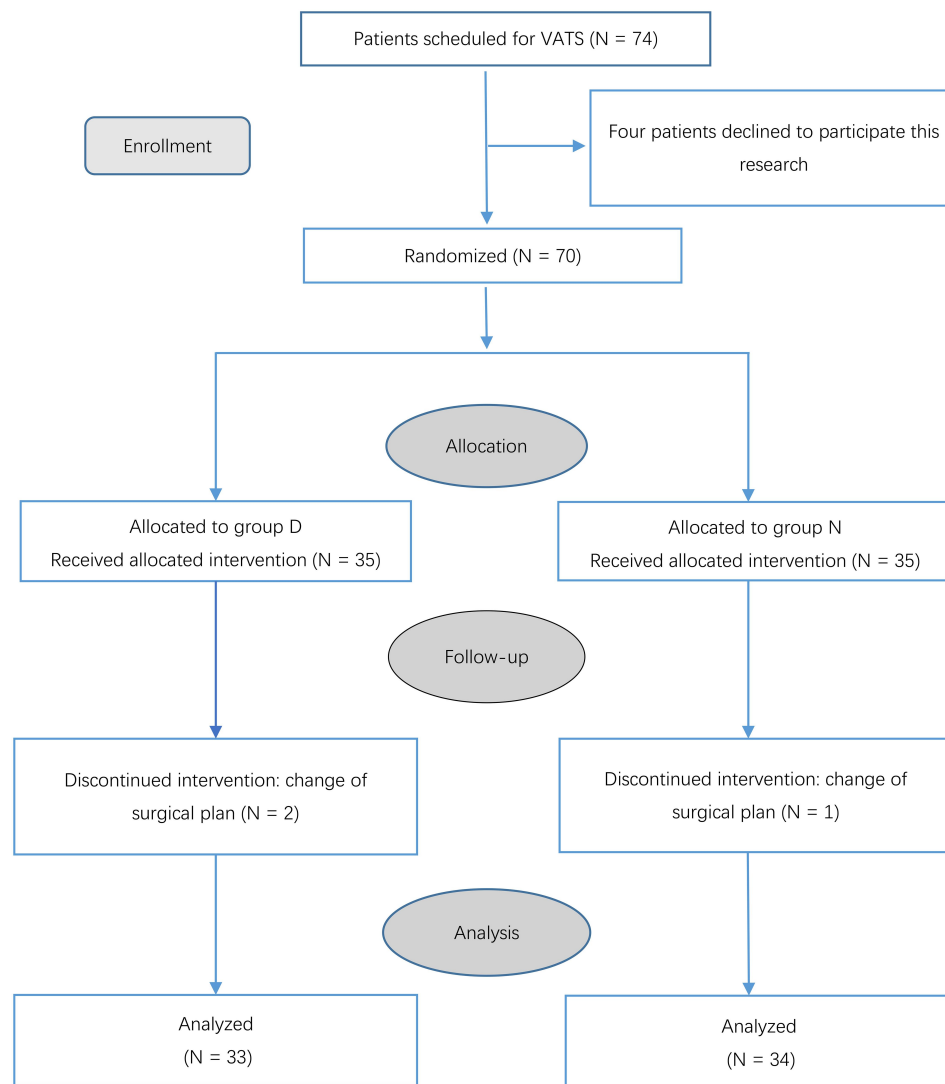 Patients scheduled for VATS (N = 74)
Enrollment
Four patients declined to participate this
research
Randomized (N = 70)
Allocation
Allocated to group D
Received allocated intervention (N = 35)
Allocated to group N
Received allocated intervention (N = 35)
Follow-up
Discontinued intervention: change of
surgical plan (N = 2)
Discontinued intervention: change of
surgical plan (N = 1)
Analysis
Analyzed
(N = 33)
Analyzed
(N = 34)